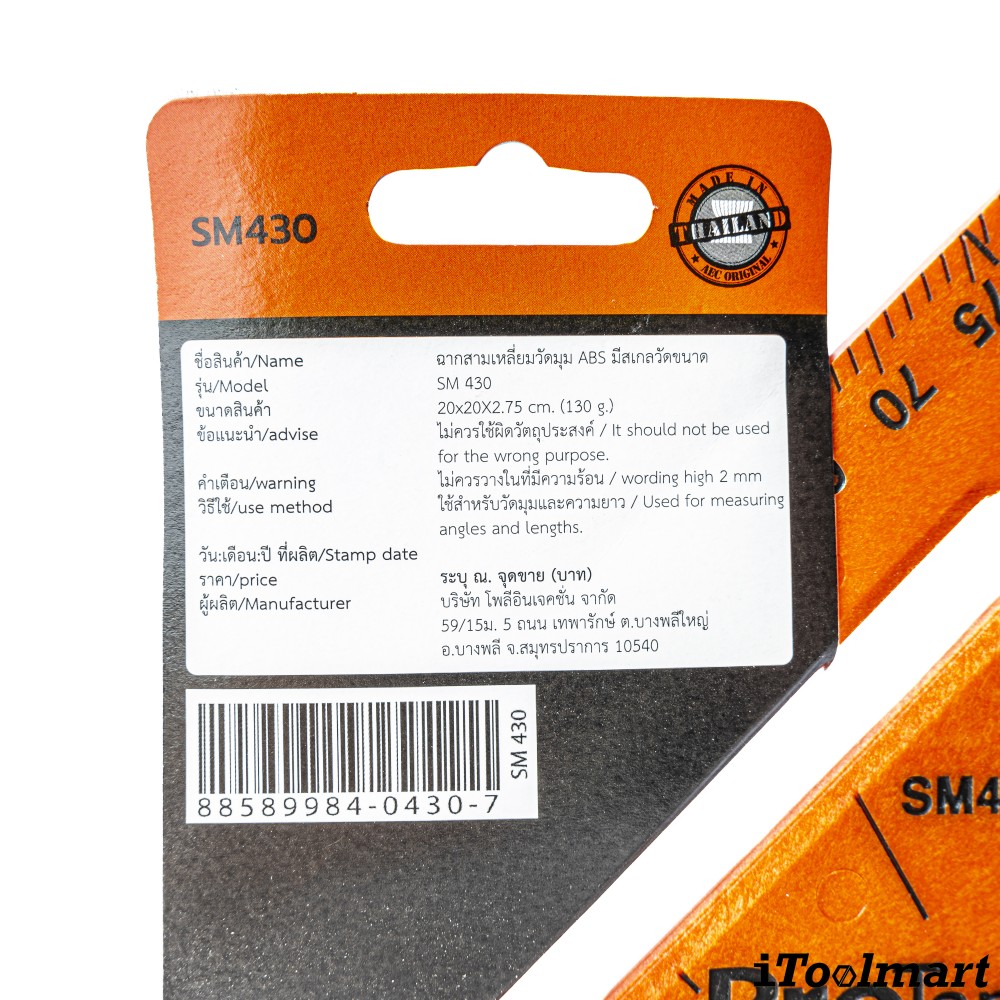 SM430
MADE IN
THAILAND
AEC ORIGINAL
ชื่อสินค้า/Name ฉากสามเหลี่ยมวัดมุม ABS มีสเกลวัดขนาด
รุ่น/Model SM 430
ขนาดสินค้า 20x20X2.75 cm. (130 g.)
ข้อแนะนำ/advise ไม่ควรใช้ผิดวัตถุประสงค์ / It should not be used
for the wrong purpose.
คำเตือน/warning ไม่ควรวางในที่มีความร้อน / wording high 2 mm
วิธีใช้/use method ใช้สำหรับวัดมุมและความยาว / Used for measuring
angles and lengths.
วัน:เดือน:ปี ที่ผลิต/Stamp date
ราคา/price ระบุ ณ. จุดขาย (บาท)
ผู้ผลิต/Manufacturer บริษัท โพลีอินเจคชั่น จำกัด
59/15ม. 5 ถนน เทพารักษ์ ต.บางพลีใหญ่
อ.บางพลี จ.สมุทรปราการ 10540
SM 430
88589984-0430-7
75
70
SM4
iToolmart